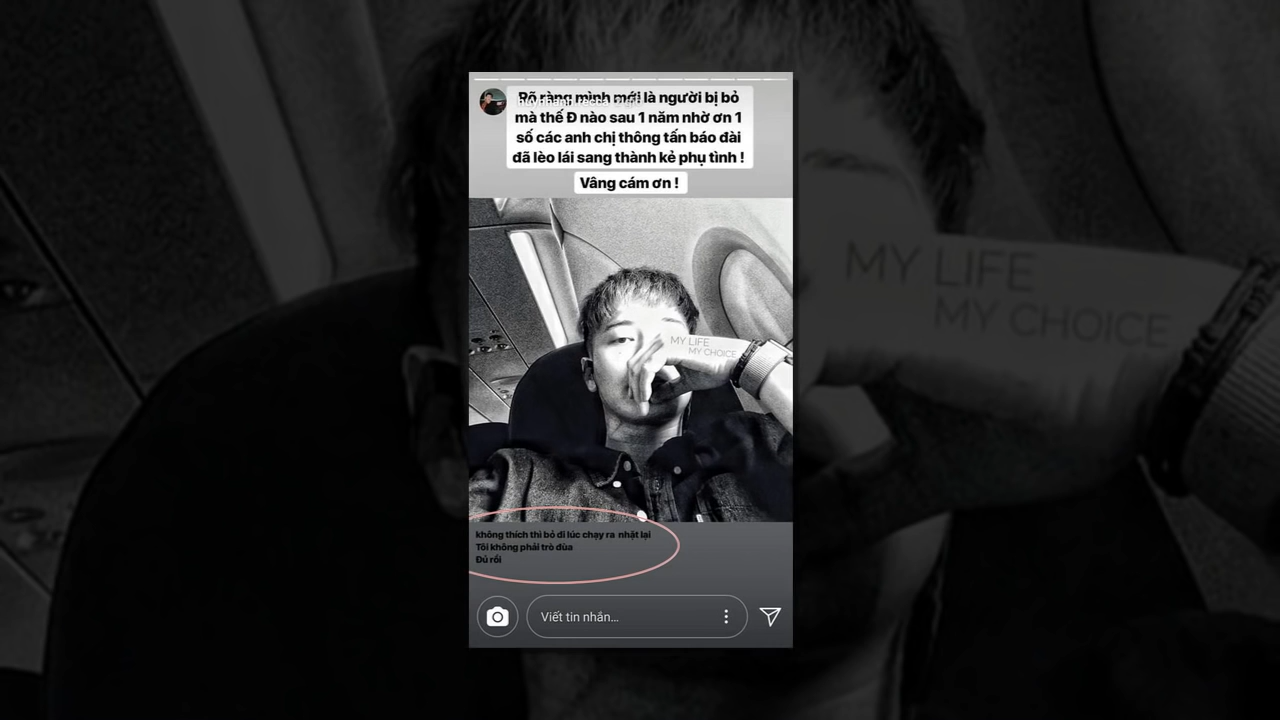 Rõ ràng mình mới là người bị bỏ
mà thế Đ nào sau 1 năm nhờ ơn 1
số các anh chị thông tấn báo đài
đã lèo lái sang thành kẻ phụ tình !
Vâng cám ơn !
MY LIFE
MY CHOICE
MY LIFE
MY CHOICE
không thích thì bỏ đi lúc chạy ra nhặt lại
Tôi không phải trò đùa
Đủ rồi
Viết tin nhắn...